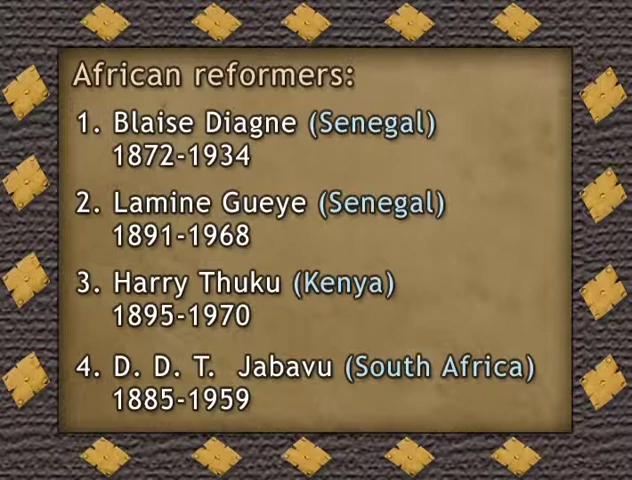 African reformers:
1. Blaise Diagne (Senegal)
1872-1934
2. Lamine Gueye (Senegal)
1891-1968
3. Harry Thuku (Kenya)
1895-1970
4. D. D. T. Jabavu (South Africa)
1885-1959